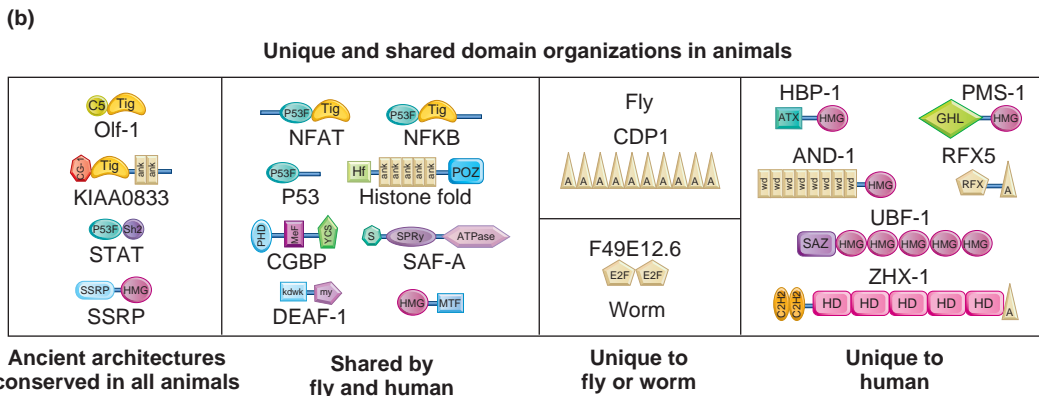 (b)
Unique and shared domain organizations in animals
C5 Tig
Olf-1
CG-1 Tig ank ank
KIAA0833
P53F Sh2
STAT
SSRP HMG
SSRP
Ancient architectures
conserved in all animals
P53F Tig
NFAT
P53F Tig
NFKB
P53F
P53
Hf ank ank ank ank ank POZ
Histone fold
PHD MeF YCS
CGBP
S SPRy ATPase
SAF-A
kdwk my
DEAF-1
HMG MTF
Shared by
fly and human
Fly
CDP1
A A A A A A A A A A
F49E12.6
E2F E2F
Worm
Unique to
fly or worm
HBP-1
ATX HMG
PMS-1
GHL HMG
AND-1
wd wd wd wd wd wd wd HMG
RFX5
RFX A
UBF-1
SAZ HMG HMG HMG HMG HMG
ZHX-1
C2H2 C2H2 HD HD HD HD HD A
Unique to
human